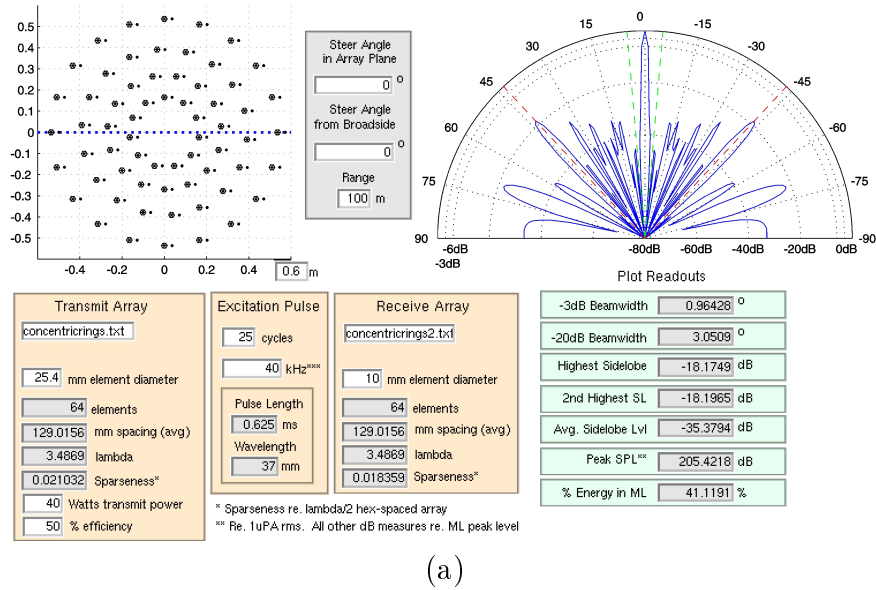 0.5
0.4
0.3
0.2
0.1
0
-0.1
-0.2
-0.3
-0.4
-0.5
-0.4 -0.2 0 0.2 0.4
0.6 m
Steer Angle
in Array Plane
0 o
Steer Angle
from Broadside
0 o
Range
100 m
0
15 -15
30 -30
45 -45
60 -60
75 -75
90 -90
-6dB -80dB -60dB -40dB -20dB 0dB
-3dB
Plot Readouts
Transmit Array
concentricrings.txt
25.4 mm element diameter
64 elements
129.0156 mm spacing (avg)
3.4869 lambda
0.021032 Sparseness*
40 Watts transmit power
50 % efficiency
Excitation Pulse
25 cycles
40 kHz***
Pulse Length
0.625 ms
Wavelength
37 mm
Receive Array
concentricrings2.txt
10 mm element diameter
64 elements
129.0156 mm spacing (avg)
3.4869 lambda
0.018359 Sparseness*
* Sparseness re. lambda/2 hex-spaced array
** Re. 1uPA rms. All other dB measures re. ML peak level
-3dB Beamwidth 0.96428 o
-20dB Beamwidth 3.0509 o
Highest Sidelobe -18.1749 dB
2nd Highest SL -18.1965 dB
Avg. Sidelobe Lvl -35.3794 dB
Peak SPL** 205.4218 dB
% Energy in ML 41.1191 %
(a)